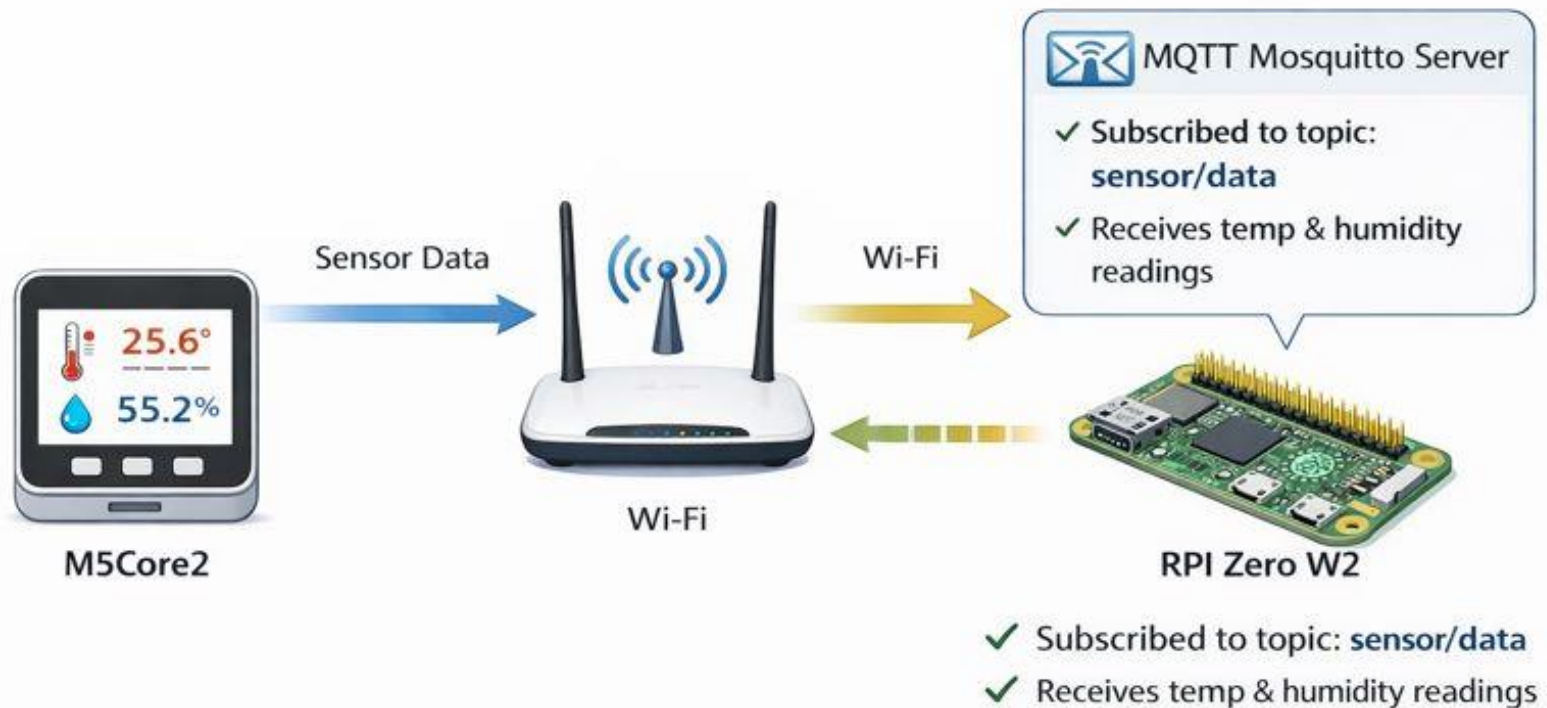 MQTT Mosquitto Server
✓ Subscribed to topic:
sensor/data
✓ Receives temp & humidity
readings
Sensor Data
Wi-Fi
25.6°
55.2%
Wi-Fi
M5Core2
RPI Zero W2
✓ Subscribed to topic: sensor/data
✓ Receives temp & humidity readings